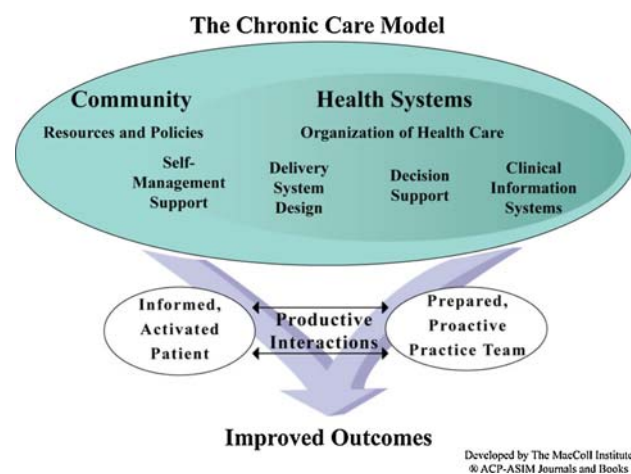 The Chronic Care Model
Community
Health Systems
Resources and Policies
Organization of Health Care
Self-
Management
Support
Delivery
System
Design
Decision
Support
Clinical
Information
Systems
Informed,
Activated
Patient
Productive
Interactions
Prepared,
Proactive
Practice Team
Improved Outcomes
Developed by The MacColl Institute
® ACP-ASIM Journals and Books